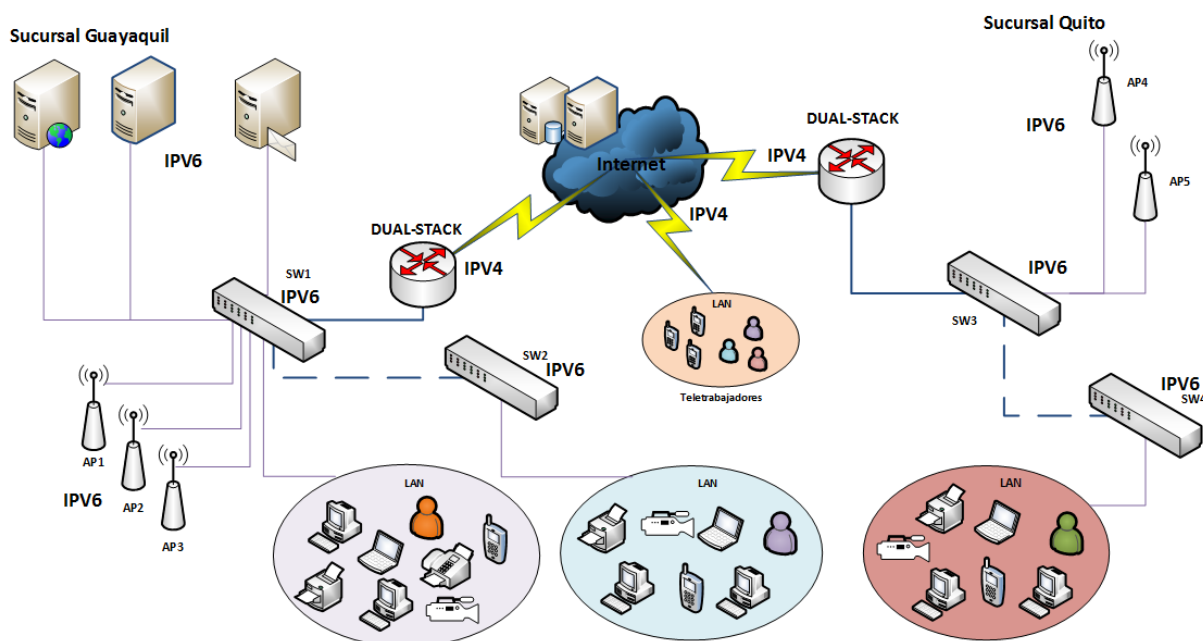 Sucursal Guayaquil
Sucursal Quito
IPV6
DUAL-STACK
IPV4
Internet
IPV4
IPV6
AP4
AP5
DUAL-STACK
IPV4
SW1
IPV6
IPV6
SW3
LAN
Teletrabajadores
SW2
IPV6
IPV6
SW4
AP1
IPV6
AP2
AP3
LAN
LAN
LAN